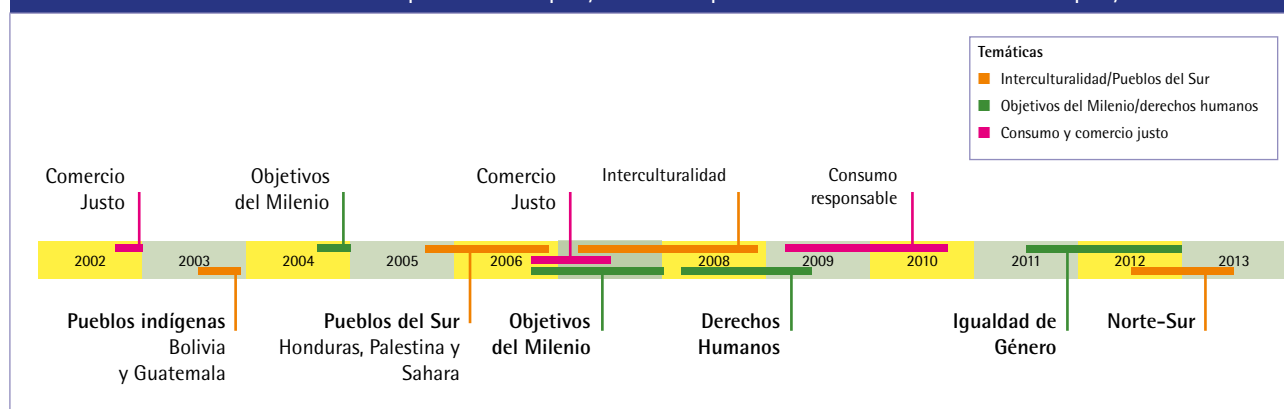 Temáticas
Interculturalidad/Pueblos del Sur
Objetivos del Milenio/derechos humanos
Consumo y comercio justo
Comercio
Justo
Objetivos
del Milenio
Comercio
Justo
Interculturalidad
Consumo
responsable
2002
2003
2004
2005
2006
2008
2009
2010
2011
2012
2013
Pueblos indígenas
Bolivia
y Guatemala
Pueblos del Sur
Honduras, Palestina y
Sahara
Objetivos
del Milenio
Derechos
Humanos
Igualdad de
Género
Norte-Sur